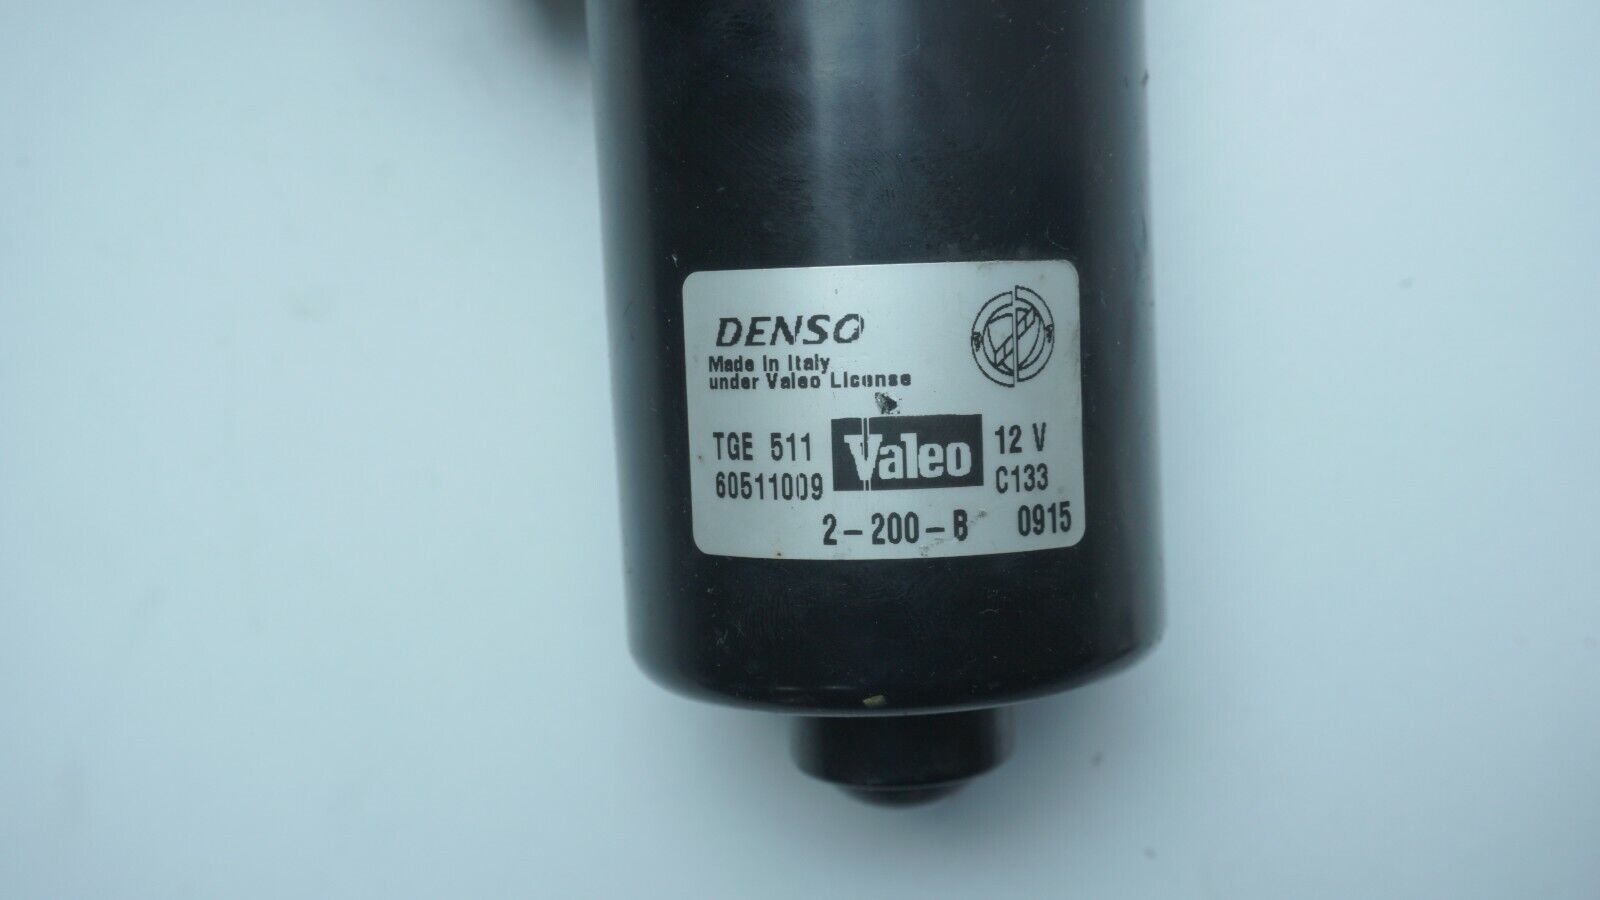 DENSO
Made In Italy
under Valeo License
TGE 511 Valeo 12 V
60511009 C133
2-200-B 0915